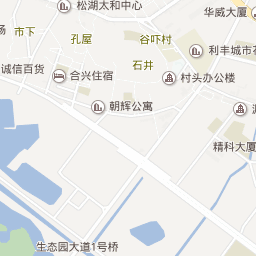 松湖太和中心
华威大厦
场
市下
孔屋
谷吓村
利丰城市花
诚信百货
合兴住宿
石井
村头办公楼
朝辉公寓
精科大厦
生态园大道1号桥